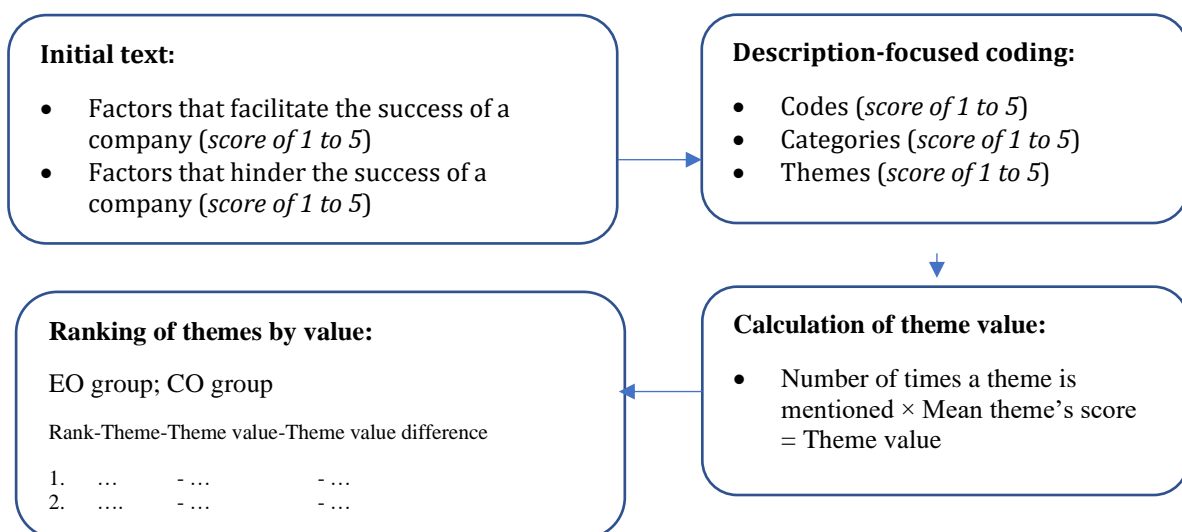 Initial text:
• Factors that facilitate the success of a
company (score of 1 to 5)
• Factors that hinder the success of a
company (score of 1 to 5)
Description-focused coding:
• Codes (score of 1 to 5)
• Categories (score of 1 to 5)
• Themes (score of 1 to 5)
Calculation of theme value:
• Number of times a theme is
mentioned × Mean theme’s score
= Theme value
Ranking of themes by value:
EO group; CO group
Rank-Theme-Theme value-Theme value difference
1. … - … - …
2. …. - … - …